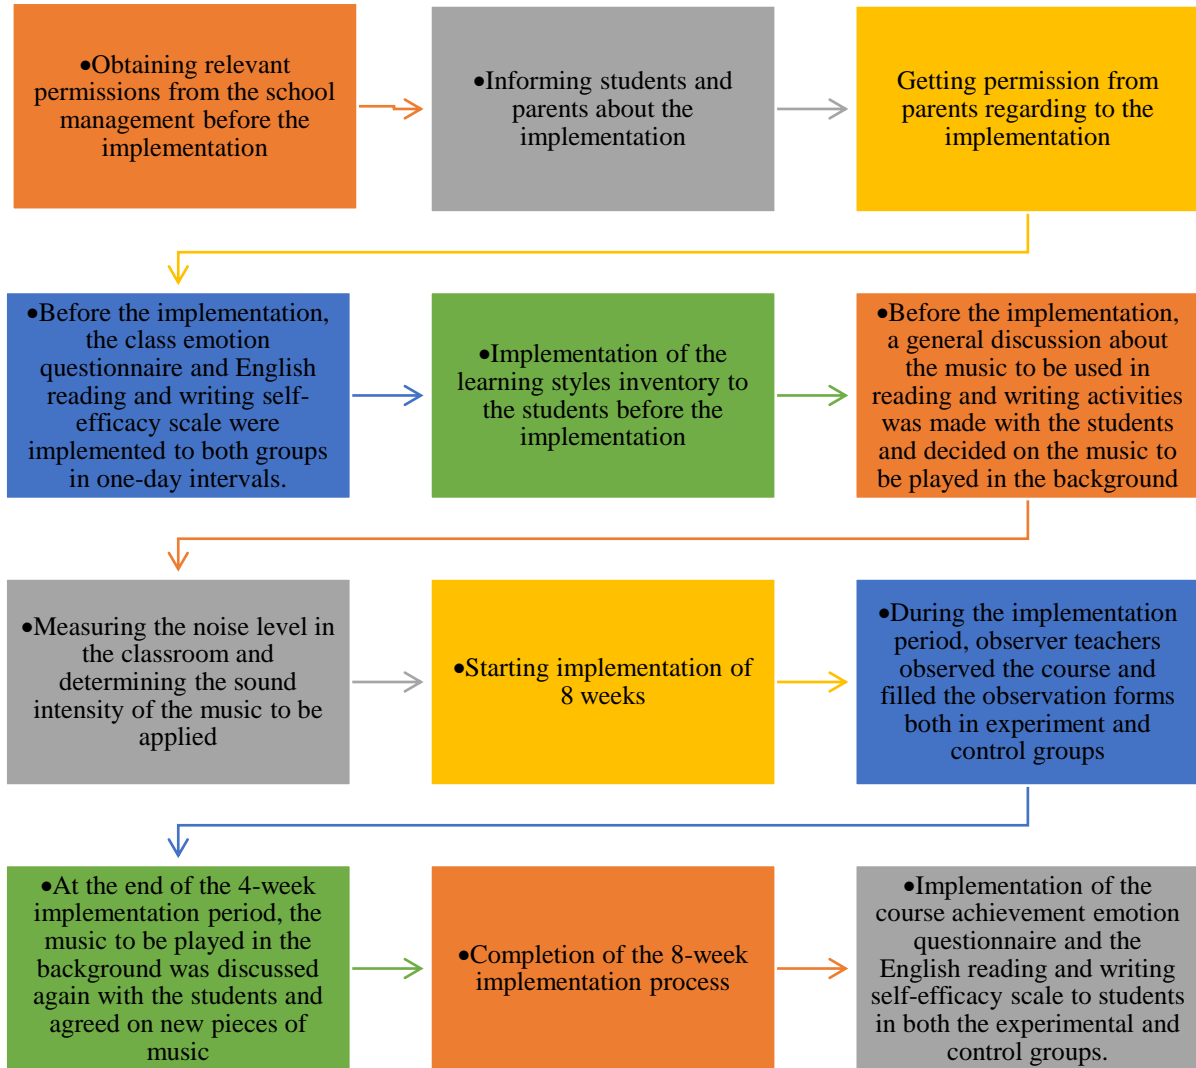 •Obtaining relevant
permissions from the school
management before the
implementation
•Informing students and
parents about the
implementation
Getting permission from
parents regarding to the
implementation
•Before the implementation,
the class emotion
questionnaire and English
reading and writing self-
efficacy scale were
implemented to both groups
in one-day intervals.
•Implementation of the
learning styles inventory to
the students before the
implementation
•Before the implementation,
a general discussion about
the music to be used in
reading and writing activities
was made with the students
and decided on the music to
be played in the background
•Measuring the noise level in
the classroom and
determining the sound
intensity of the music to be
applied
•Starting implementation of
8 weeks
•During the implementation
period, observer teachers
observed the course and
filled the observation forms
both in experiment and
control groups
•At the end of the 4-week
implementation period, the
music to be played in the
background was discussed
again with the students and
agreed on new pieces of
music
•Completion of the 8-week
implementation process
•Implementation of the
course achievement emotion
questionnaire and the
English reading and writing
self-efficacy scale to students
in both the experimental and
control groups.